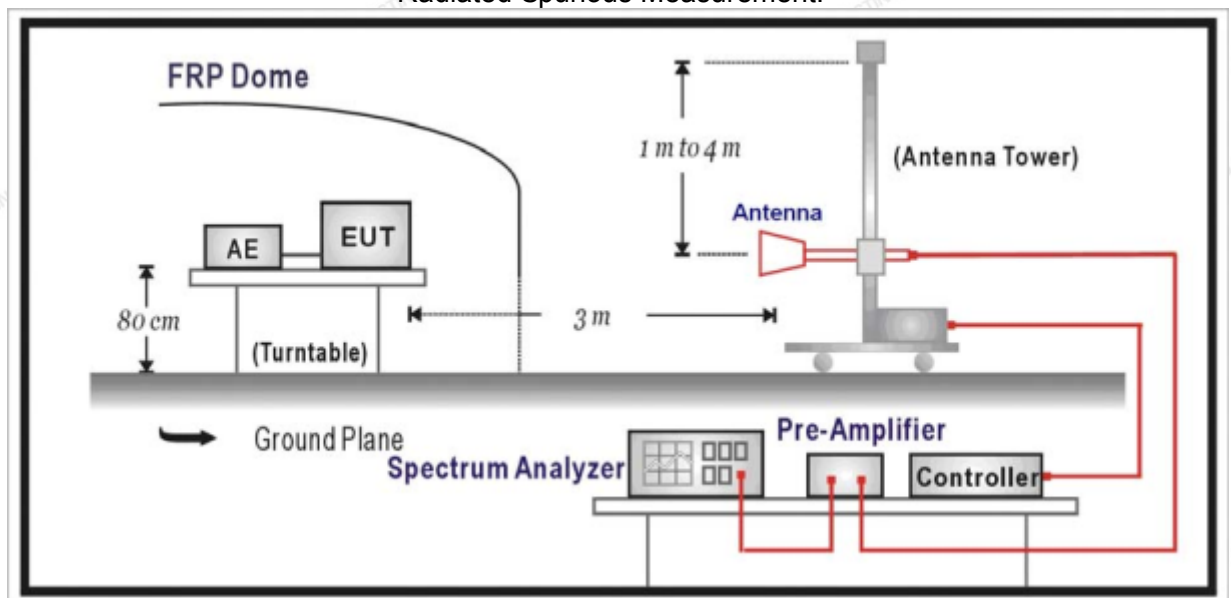 Radiated Spurious Measurement:
FRP Dome
1 m to 4 m
(Antenna Tower)
Antenna
AE
EUT
80 cm
3 m
(Turntable)
Ground Plane
Pre-Amplifier
Spectrum Analyzer
Controller